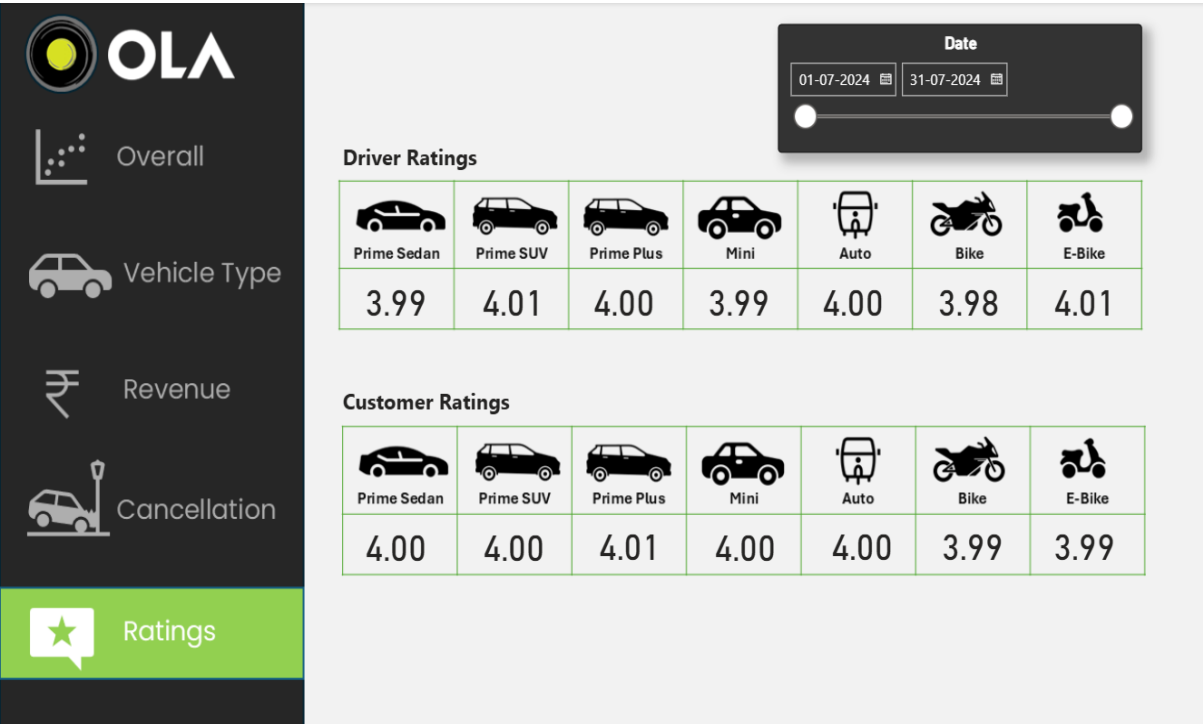 OLA
Overall
Vehicle Type
Revenue
Cancellation
Ratings
Date
01-07-2024 31-07-2024
Driver Ratings
Prime Sedan Prime SUV Prime Plus Mini Auto Bike E-Bike
3.99 4.01 4.00 3.99 4.00 3.98 4.01
Customer Ratings
Prime Sedan Prime SUV Prime Plus Mini Auto Bike E-Bike
4.00 4.00 4.01 4.00 4.00 3.99 3.99